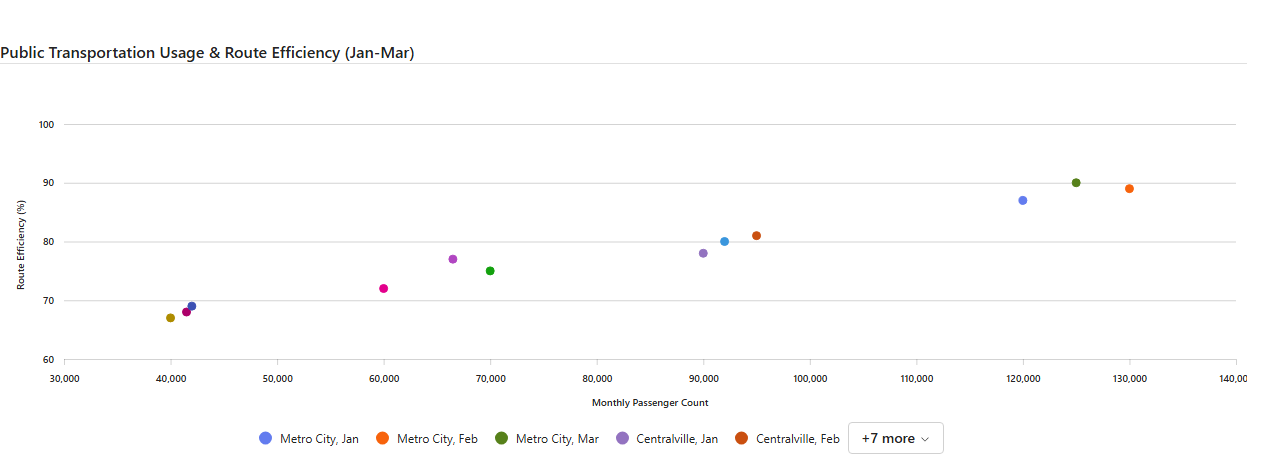 Public Transportation Usage & Route Efficiency (Jan-Mar)
100
90
80
70
60
Route Efficiency (%)
30,000 40,000 50,000 60,000 70,000 80,000 90,000 100,000 110,000 120,000 130,000 140,00
Monthly Passenger Count
Metro City, Jan Metro City, Feb Metro City, Mar Centralville, Jan Centralville, Feb +7 more